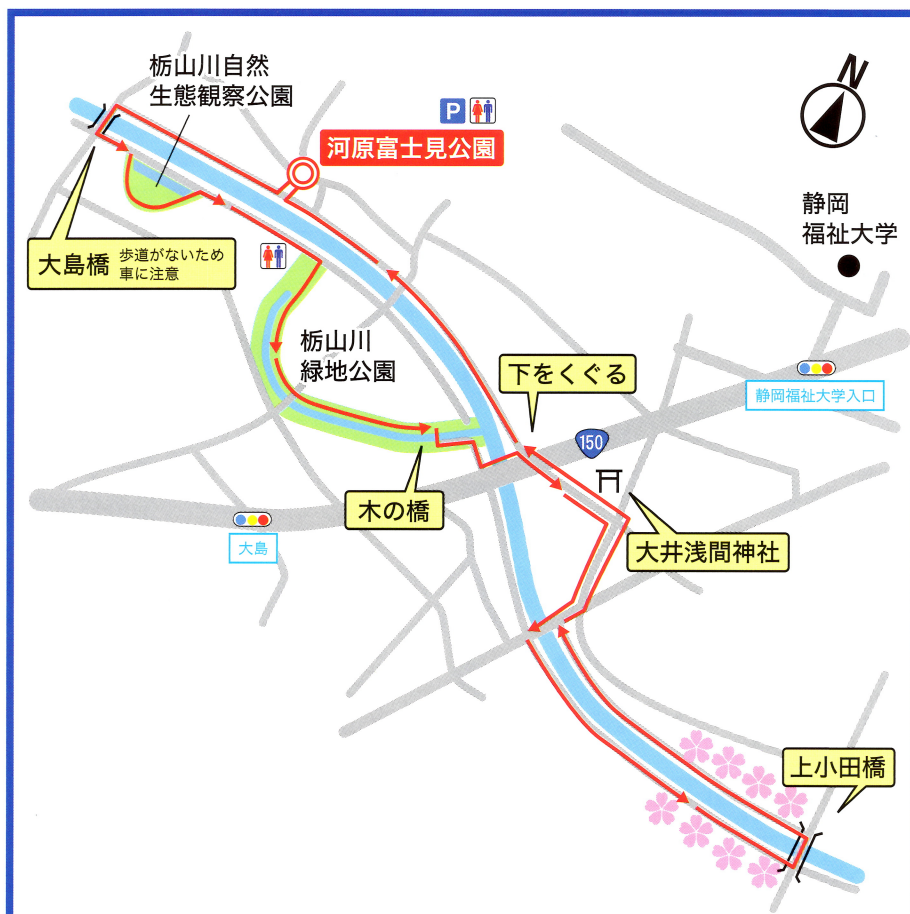 栃山川自然
生態観察公園
P
河原富士見公園
N
静岡
福祉大学
大島橋
歩道がないため
車に注意
栃山川
緑地公園
下をくぐる
静岡福祉大学入口
150
木の橋
大島
大井浅間神社
上小田橋